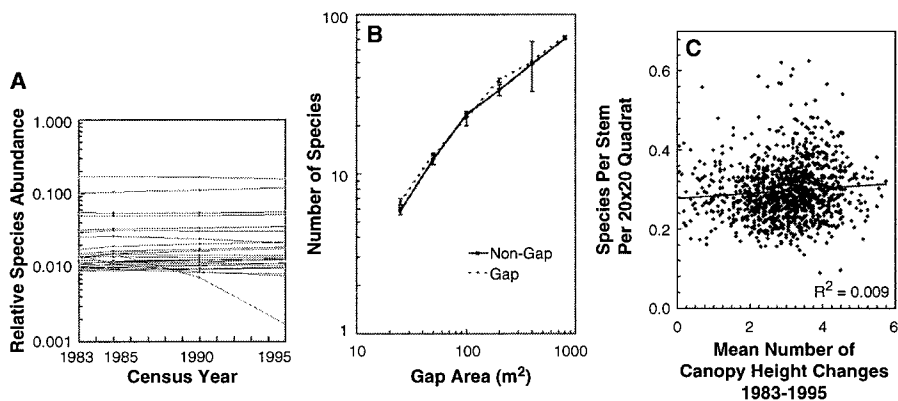 A
Relative Species Abundance
1.000
0.100
0.010
0.001
1983 1985 1990 1995
Census Year
B
Number of Species
100
10
1
Non-Gap
Gap
10 100 1000
Gap Area (m²)
C
Species Per Stem
Per 20x20 Quadrat
0.6
0.4
0.2
0.0
R² = 0.009
0 2 4 6
Mean Number of
Canopy Height Changes
1983-1995